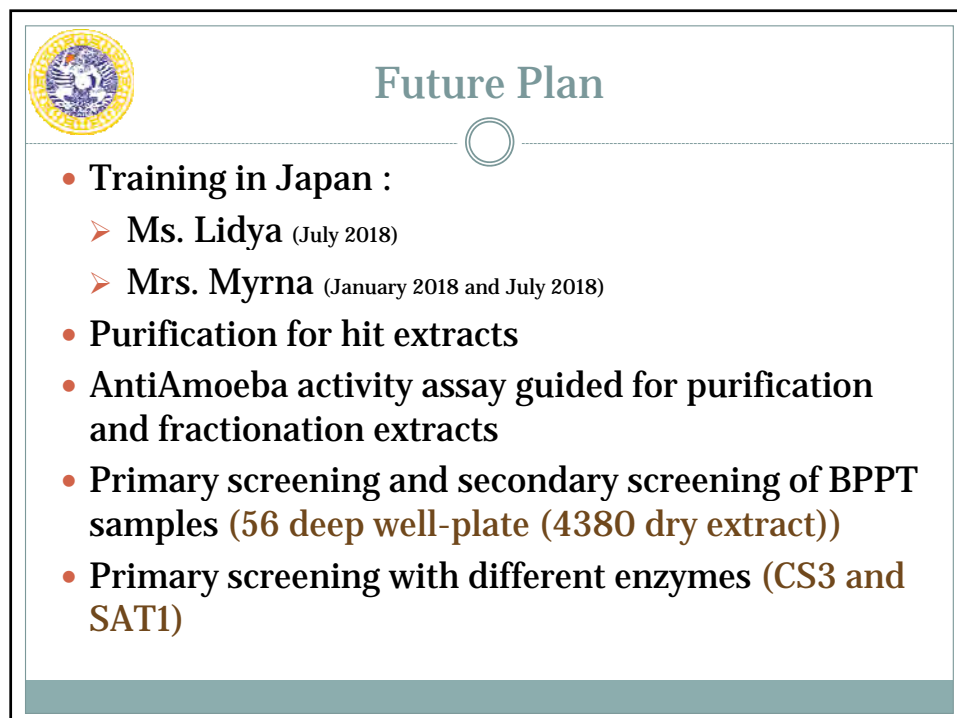 Future Plan
• Training in Japan :
➢ Ms. Lidya (July 2018)
➢ Mrs. Myrna (January 2018 and July 2018)
• Purification for hit extracts
• AntiAmoeba activity assay guided for purification
and fractionation extracts
• Primary screening and secondary screening of BPPT
samples (56 deep well-plate (4380 dry extract))
• Primary screening with different enzymes (CS3 and
SAT1)